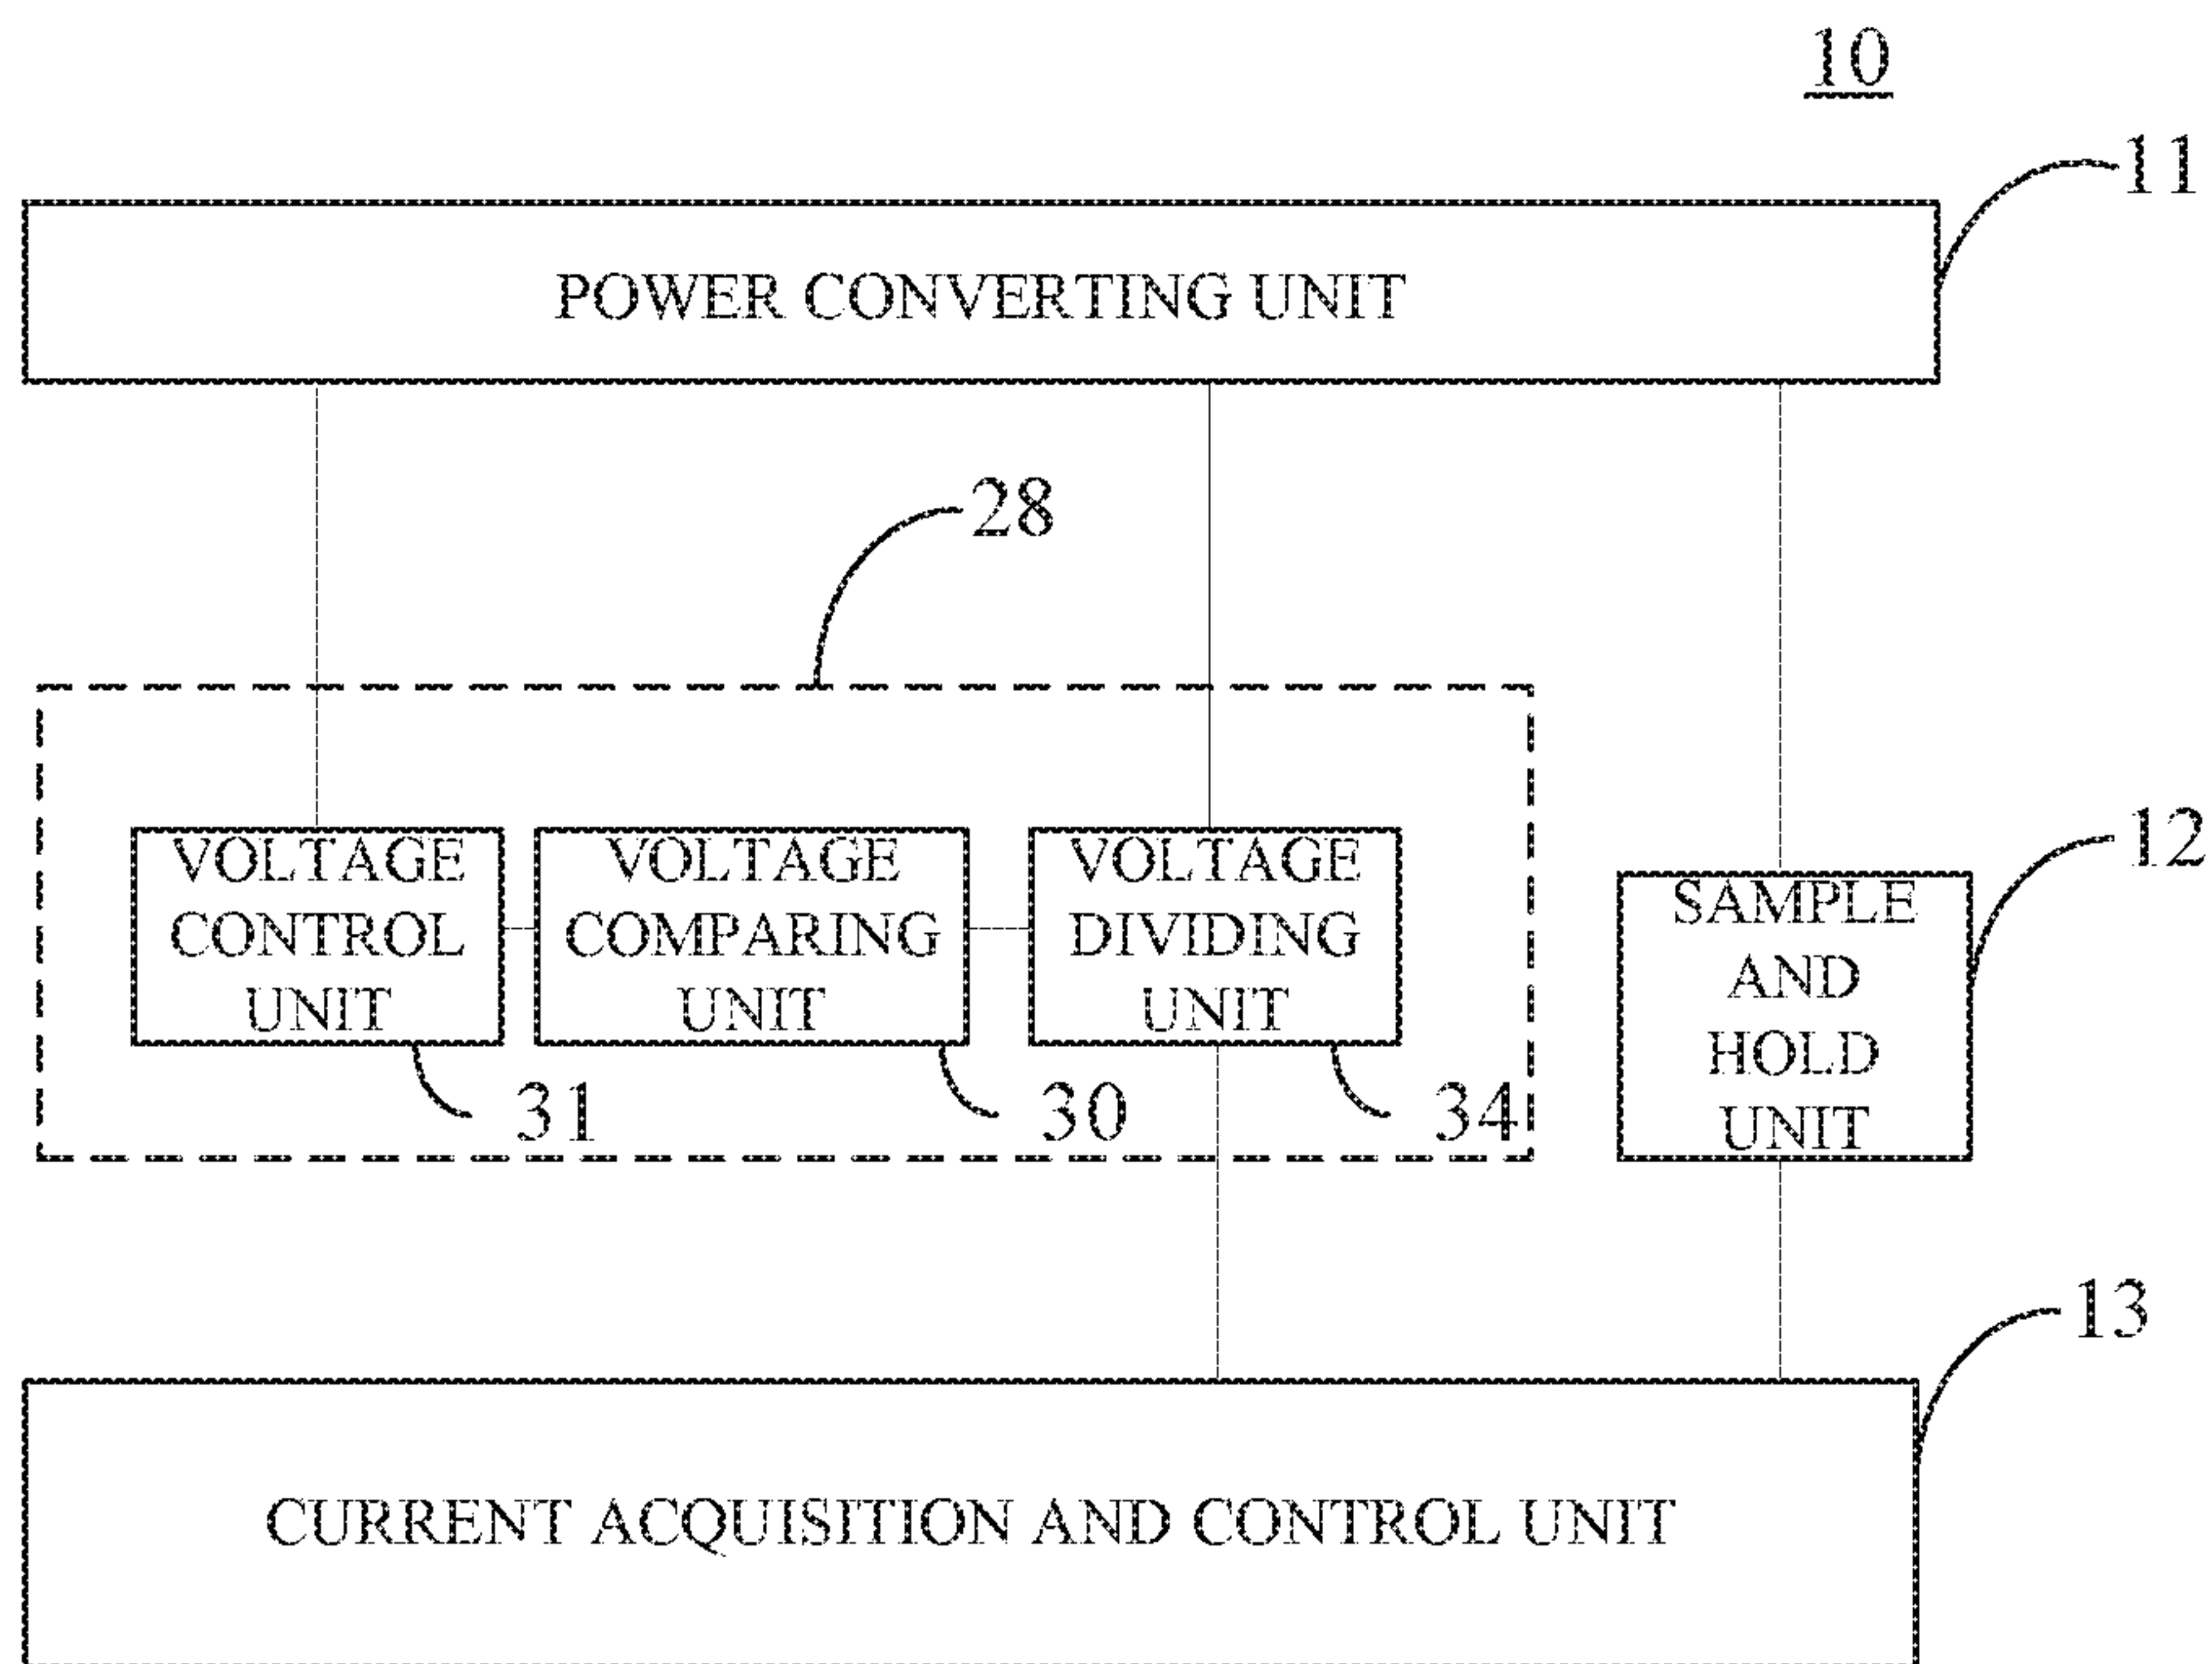 10
11
POWER CONVERTING UNIT
28
VOLTAGE
CONTROL
UNIT
31
VOLTAGE
COMPARING
UNIT
30
VOLTAGE
DIVIDING
UNIT
34
SAMPLE
AND
HOLD
UNIT
12
13
CURRENT ACQUISITION AND CONTROL UNIT